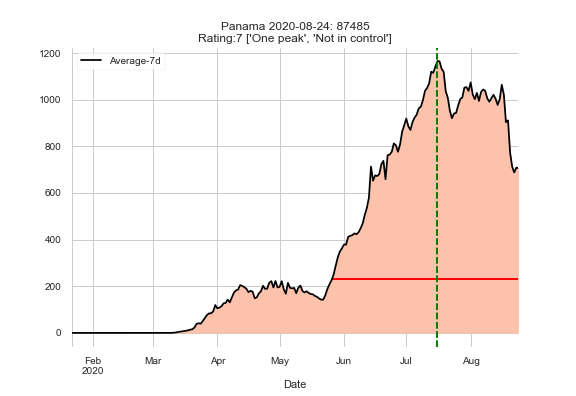 Panama 2020-08-24: 87485
Rating:7 ['One peak', 'Not in control']
Average-7d
1200
1000
800
600
400
200
0
Feb
2020
Mar
Apr
May
Jun
Jul
Aug
Date